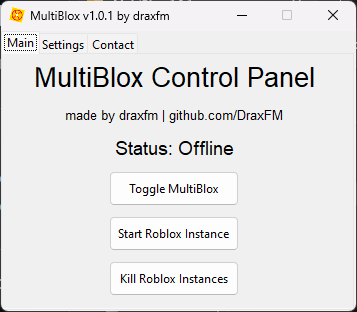 MultiBlox v1.0.1 by draxfm
Main Settings Contact
MultiBlox Control Panel
made by draxfm | github.com/DraxFM
Status: Offline
Toggle MultiBlox
Start Roblox Instance
Kill Roblox Instances